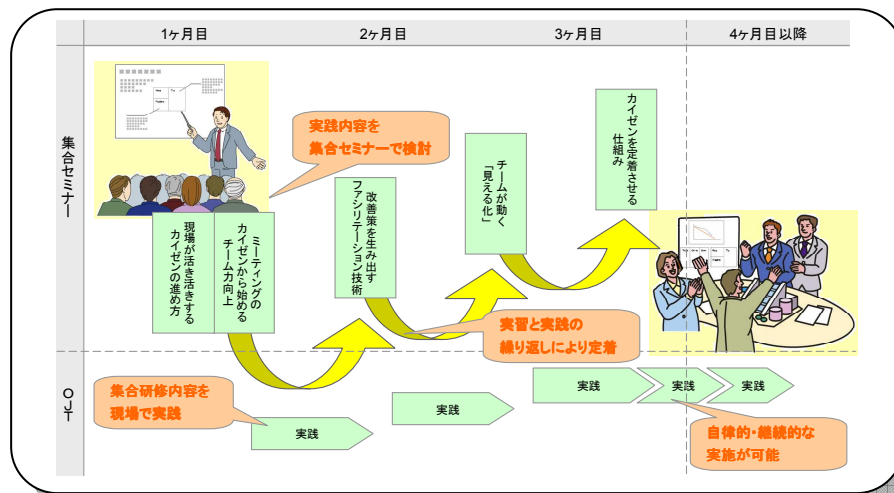 1ヶ月目
2ヶ月目
3ヶ月目
4ヶ月目以降
集合セミナー
実践内容を
集合セミナーで検討
現場が活き活きする
カイゼンの進め方
ミーティングの
カイゼンから始める
チーム力向上
改善策を生み出す
ファシリテーション技術
チームが動く
「見える化」
カイゼンを定着させる
仕組み
実習と実践の
繰り返しにより定着
OJT
集合研修内容を
現場で実践
実践
実践
実践
実践
実践
自律的・継続的な
実施が可能